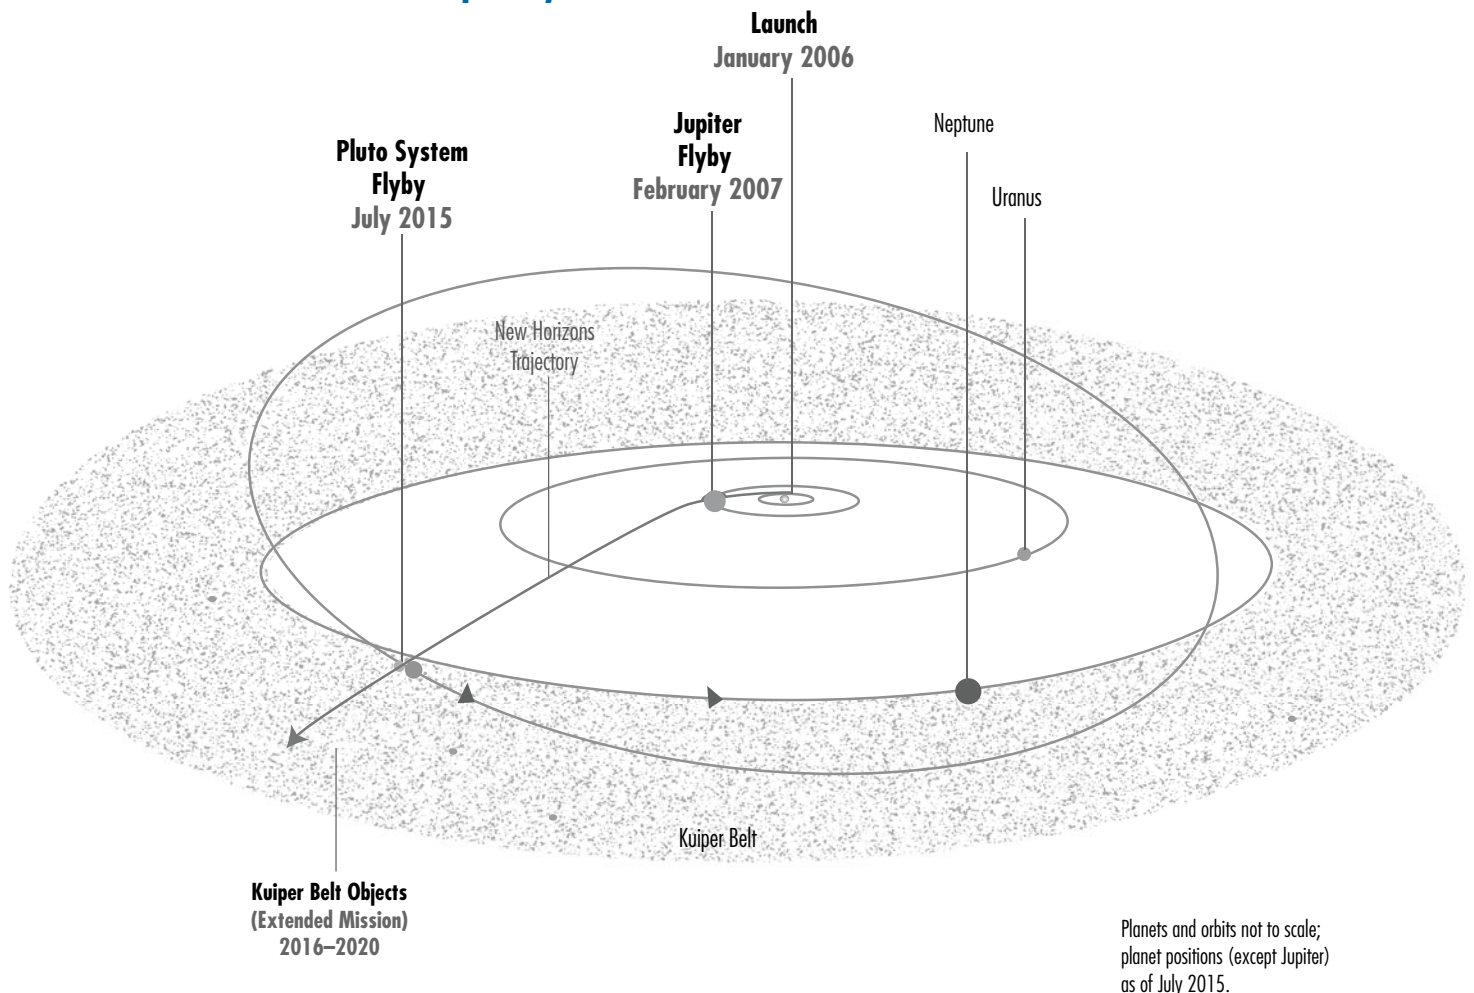 Launch
January 2006
Jupiter
Flyby
February 2007
Neptune
Pluto System
Flyby
July 2015
Uranus
New Horizons
Trajectory
Kuiper Belt
Kuiper Belt Objects
(Extended Mission)
2016–2020
Planets and orbits not to scale;
planet positions (except Jupiter)
as of July 2015.